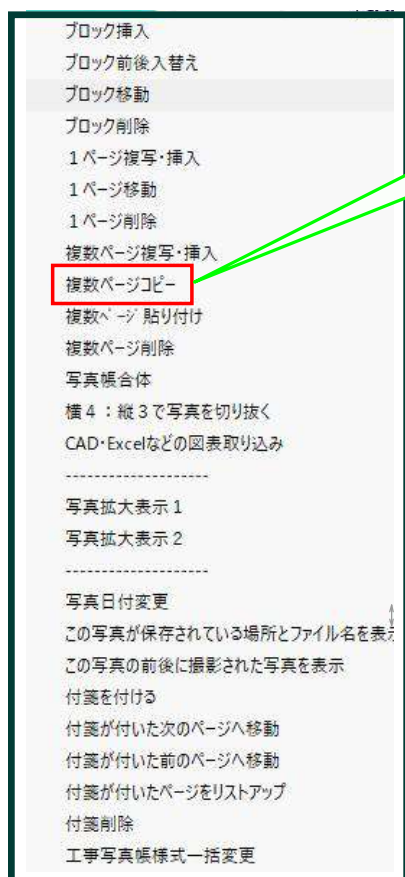 ブロック挿入
ブロック前後入替え
ブロック移動
ブロック削除
1ページ複写・挿入
1ページ移動
1ページ削除
複数ページ複写・挿入
複数ページコピー
複数ページ貼り付け
複数ページ削除
写真帳合体
横4：縦3で写真を切り抜く
CAD・Excelなどの図表取り込み
-------------------
写真拡大表示1
写真拡大表示2
-------------------
写真日付変更
この写真が保存されている場所とファイル名を表
この写真の前後に撮影された写真を表示
付箋を付ける
付箋が付いた次のページへ移動
付箋が付いた前のページへ移動
付箋が付いたページをリストアップ
付箋削除
工事写真帳様式一括変更